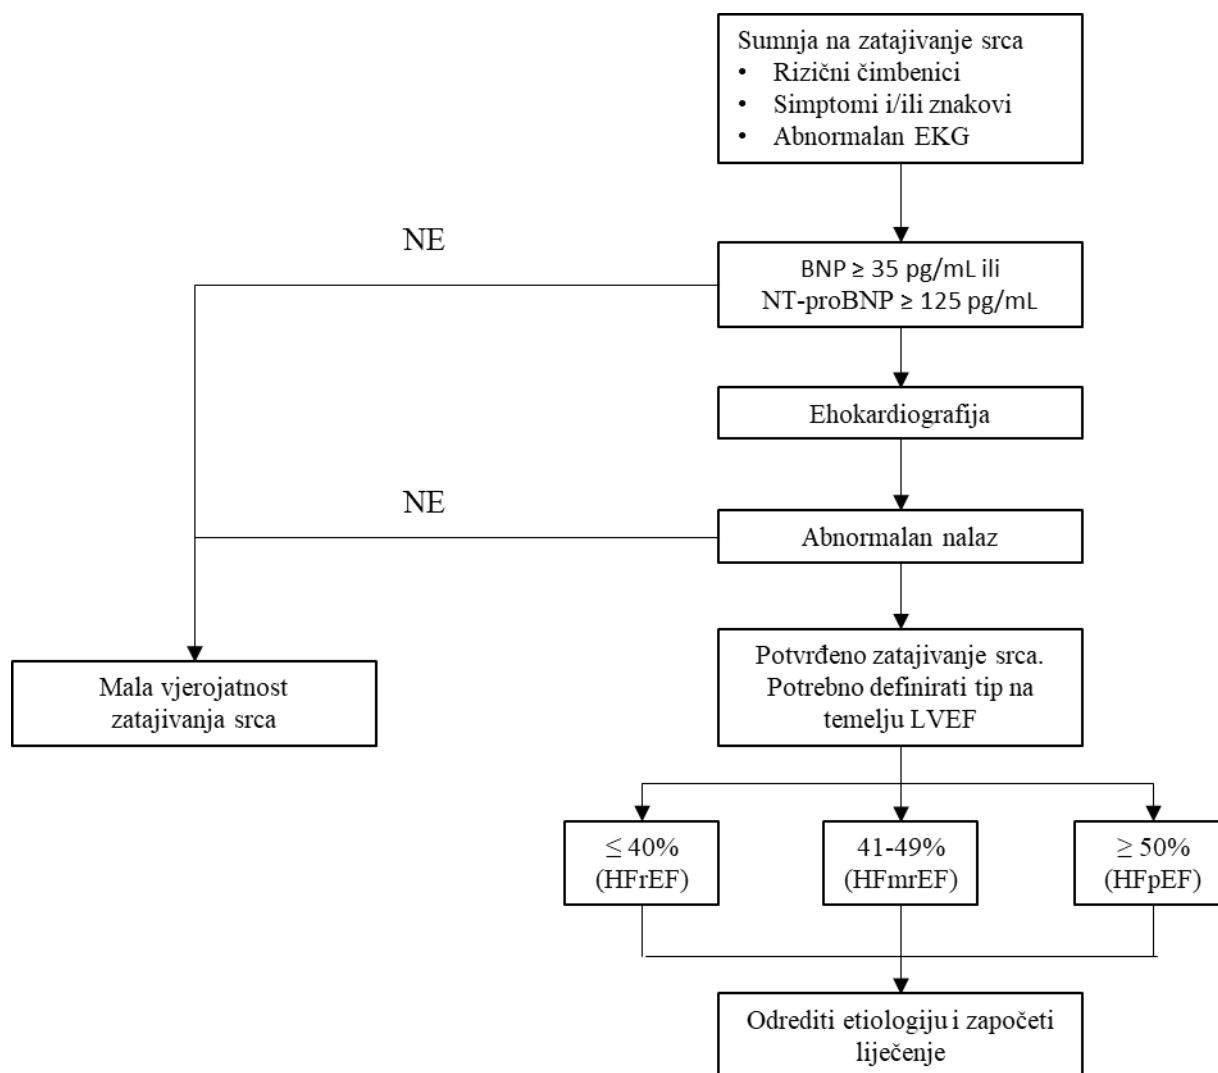 Sumnja na zatajivanje srca
• Rizični čimbenici
• Simptomi i/ili znakovi
• Abnormalan EKG
NE
BNP ≥ 35 pg/mL ili
NT-proBNP ≥ 125 pg/mL
Ehokardiografija
NE
Abnormalan nalaz
Mala vjerojatnost
zatajivanja srca
Potvrđeno zatajivanje srca.
Potrebno definirati tip na
temelju LVEF
≤ 40%
(HFrEF)
41-49%
(HFmrEF)
≥ 50%
(HFpEF)
Odrediti etiologiju i započeti
liječenje